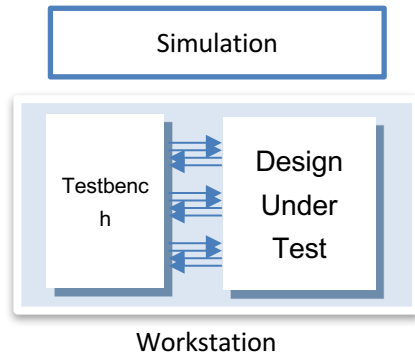 Simulation
Testbenc
h
Design
Under
Test
Workstation